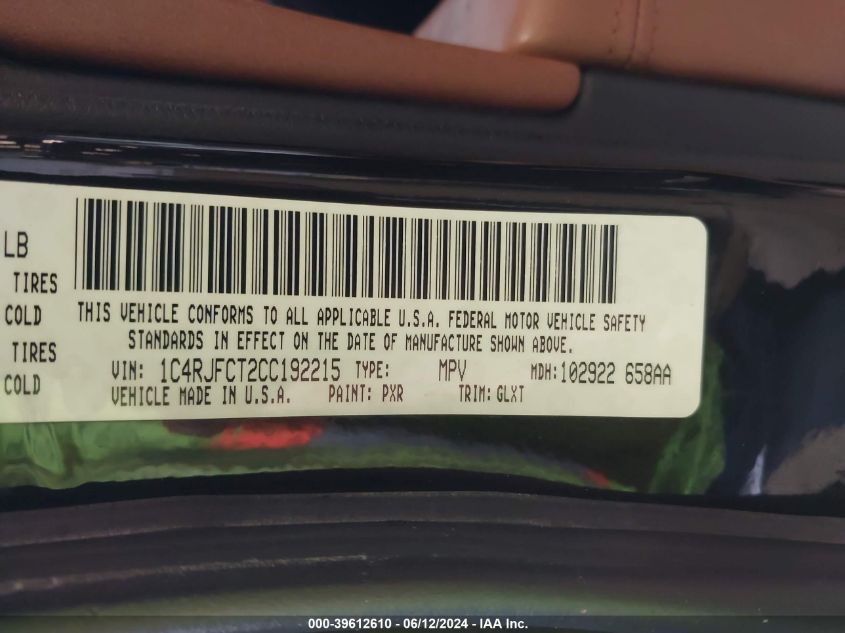 LB
TIRES
COLD
TIRES
COLD
THIS VEHICLE CONFORMS TO ALL APPLICABLE U.S.A. FEDERAL MOTOR VEHICLE SAFETY
STANDARDS IN EFFECT ON THE DATE OF MANUFACTURE SHOWN ABOVE.
VIN: 1C4RJFCT2CC192215 TYPE: MPV MDH:102922 658AA
VEHICLE MADE IN U.S.A. PAINT: PXR TRIM: GLXT
000-39612610 - 06/12/2024 - IAA Inc.